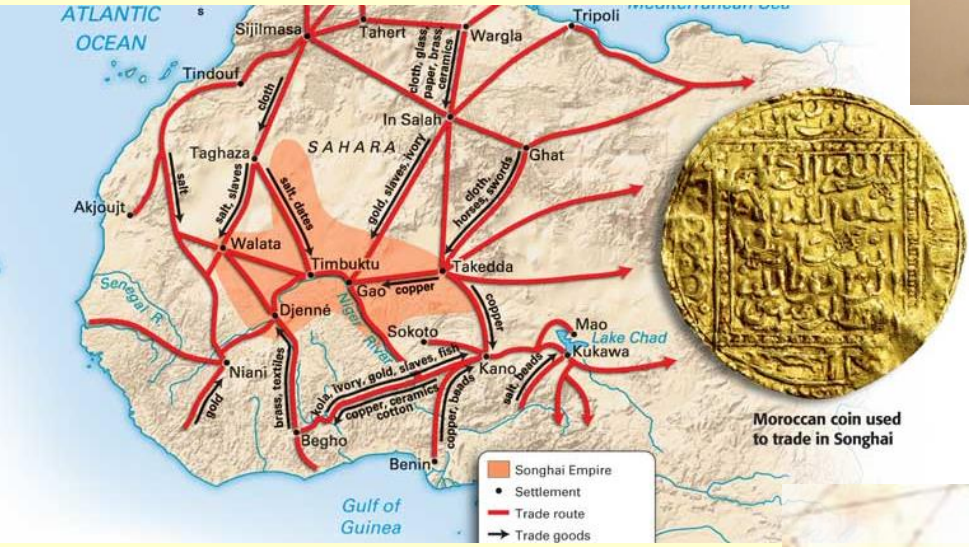 ATLANTIC
OCEAN
s
Mediterranean Sea
Tripoli
Sijilmasa
Tahert
Wargla
Tindouf
cloth
cloth, glass,
paper, brass,
ceramics
In Salah
SAHARA
Taghaza
Ghat
salt
salt, slaves
salt, dates
gold, slaves, ivory
cloth,
horses, swords
Akjoujt
Walata
Timbuktu
Takedda
Gao
copper
Senegal R.
Djenné
Niger River
copper
Sokoto
Mao
Lake Chad
Kukawa
Niani
Kano
gold
brass, textiles
kola, ivory, gold, slaves, fish
copper, ceramics
cotton
copper, beads
salt, beads
Begho
Benin
Gulf of
Guinea
Songhai Empire
Settlement
Trade route
Trade goods
Moroccan coin used
to trade in Songhai